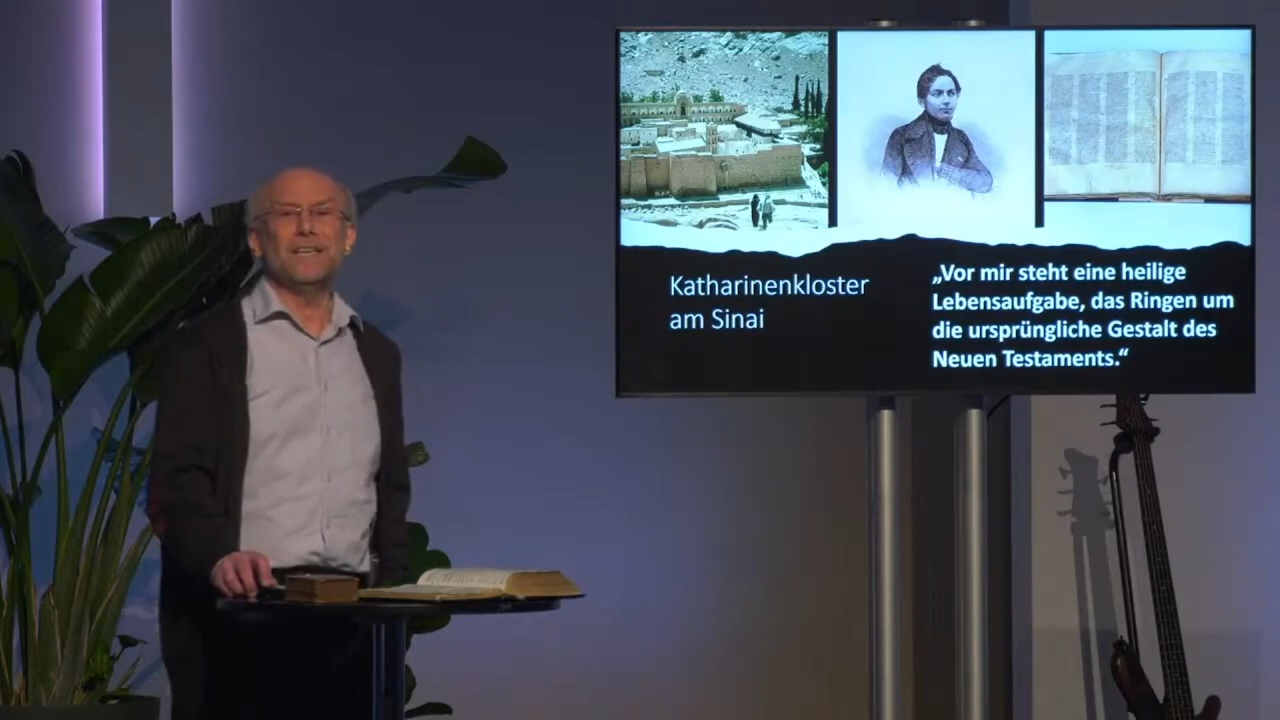 Katharinenkloster
am Sinai
„Vor mir steht eine heilige
Lebensaufgabe, das Ringen um
die ursprüngliche Gestalt des
Neuen Testaments.“